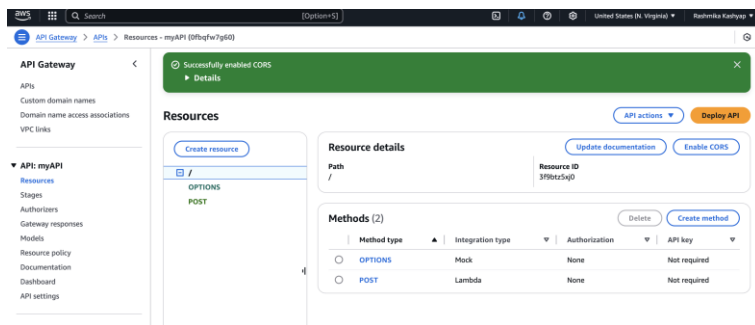 aws
Search
[Option+S]
United States (N. Virginia) ▼
Rashmika Kashyap ▼
API Gateway > APIs > Resources - myAPI (0fbqfw7g60)
API Gateway
APIs
Custom domain names
Domain name access associations
VPC links
▼ API: myAPI
Resources
Stages
Authorizers
Gateway responses
Models
Resource policy
Documentation
Dashboard
API settings
Successfully enabled CORS
▶ Details
Resources
API actions ▼
Deploy API
Create resource
/
OPTIONS
POST
Resource details
Update documentation
Enable CORS
Path
/
Resource ID
3f9btz5xj0
Methods (2)
Delete
Create method
Method type ▲ Integration type ▼ Authorization ▼ API key ▼
OPTIONS Mock None Not required
POST Lambda None Not required